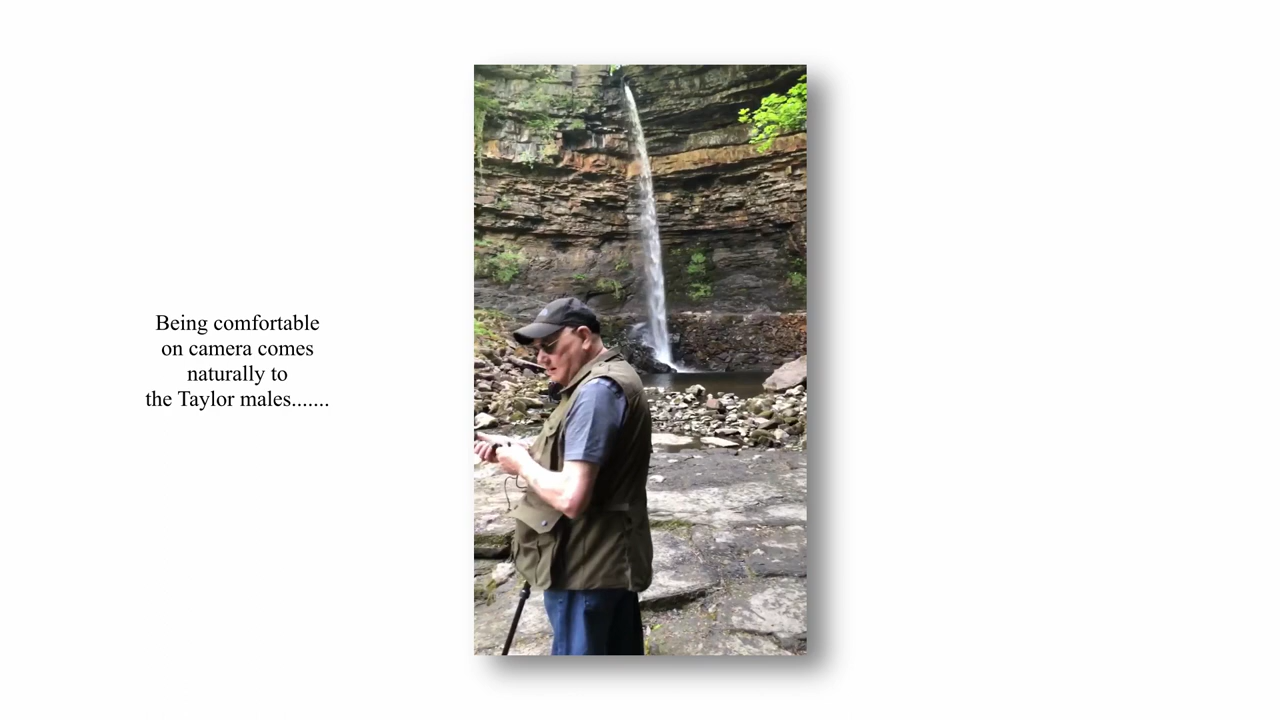 Being comfortable
on camera comes
naturally to
the Taylor males.......